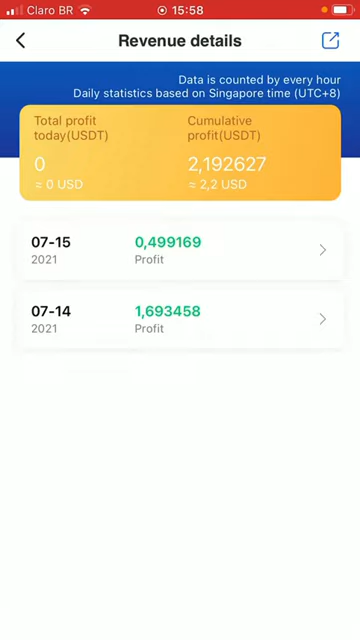 Claro BR 15:58
Revenue details
Data is counted by every hour
Daily statistics based on Singapore time (UTC+8)
Total profit today(USDT)
0
≈ 0 USD
Cumulative profit(USDT)
2,192627
≈ 2,2 USD
07-15 0,499169
2021 Profit
07-14 1,693458
2021 Profit